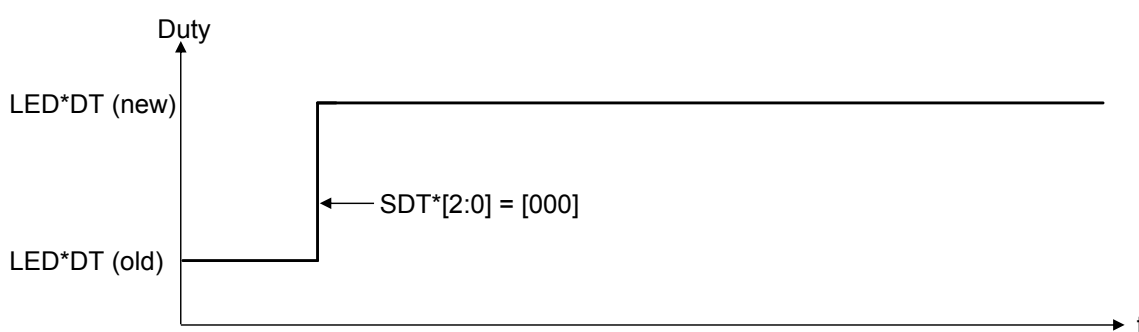 Duty
LED*DT (new)
SDT*[2:0] = [000]
LED*DT (old)
t